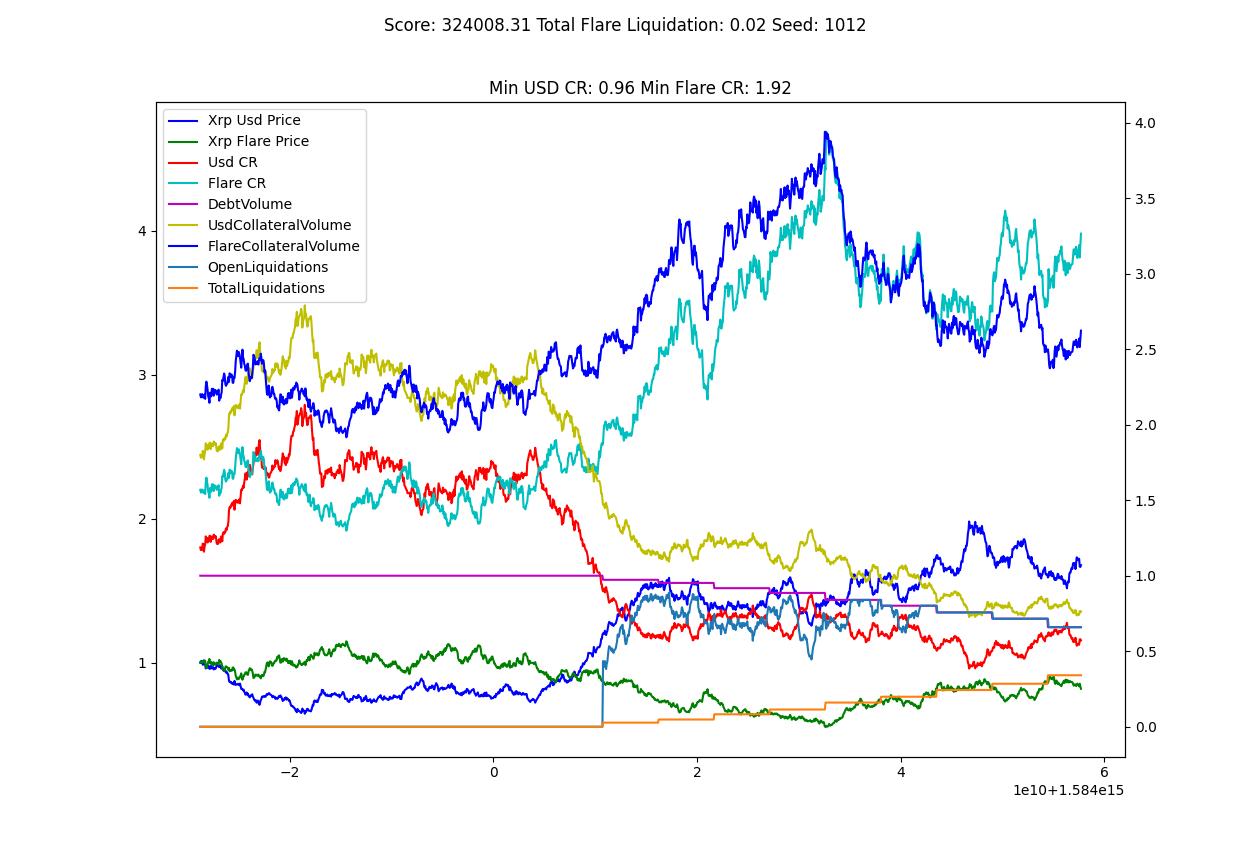 Score: 324008.31 Total Flare Liquidation: 0.02 Seed: 1012
Min USD CR: 0.96 Min Flare CR: 1.92
Xrp Usd Price
Xrp Flare Price
Usd CR
Flare CR
DebtVolume
UsdCollateralVolume
FlareCollateralVolume
OpenLiquidations
TotalLiquidations
4
3
2
1
4.0
3.5
3.0
2.5
2.0
1.5
1.0
0.5
0.0
−2 0 2 4 6
1e10+1.584e15